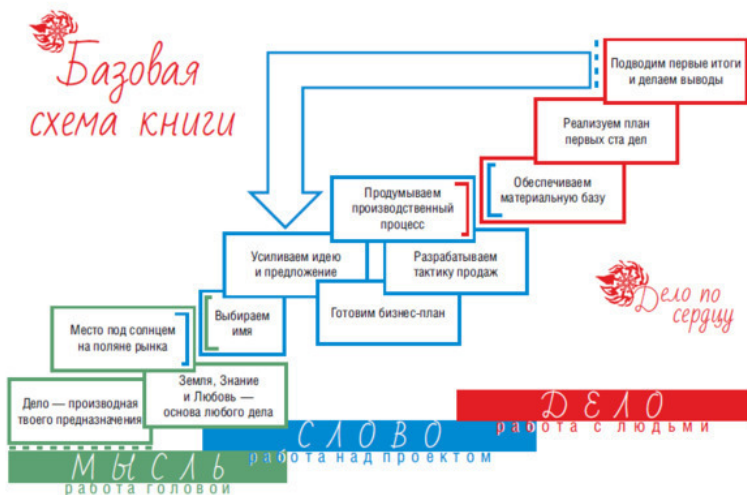 Базовая
схема книги
Подводим первые итоги
и делаем выводы
Реализуем план
первых ста дел
Обеспечиваем
материальную базу
Продумываем
производственный
процесс
Усиливаем идею
и предложение
Разрабатываем
тактику продаж
Выбираем
имя
Готовим бизнес-план
Место под солнцем
на поляне рынка
Земля, Знание
и Любовь —
основа любого дела
Дело — производная
твоего предназначения
Дело по
сердцу
ДЕЛО
работа с людьми
СЛОВО
работа над проектом
МЫСЛЬ
работа головой